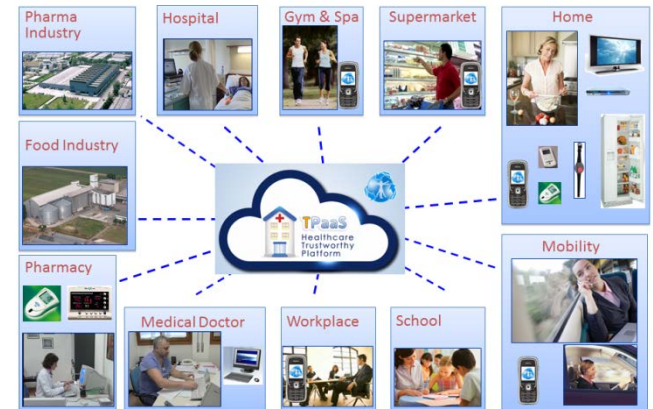 Pharma
Industry
Hospital
Gym & Spa
Supermarket
Home
Food Industry
TPaaS
Healthcare
Trustworthy
Platform
Mobility
Pharmacy
Medical Doctor
Workplace
School